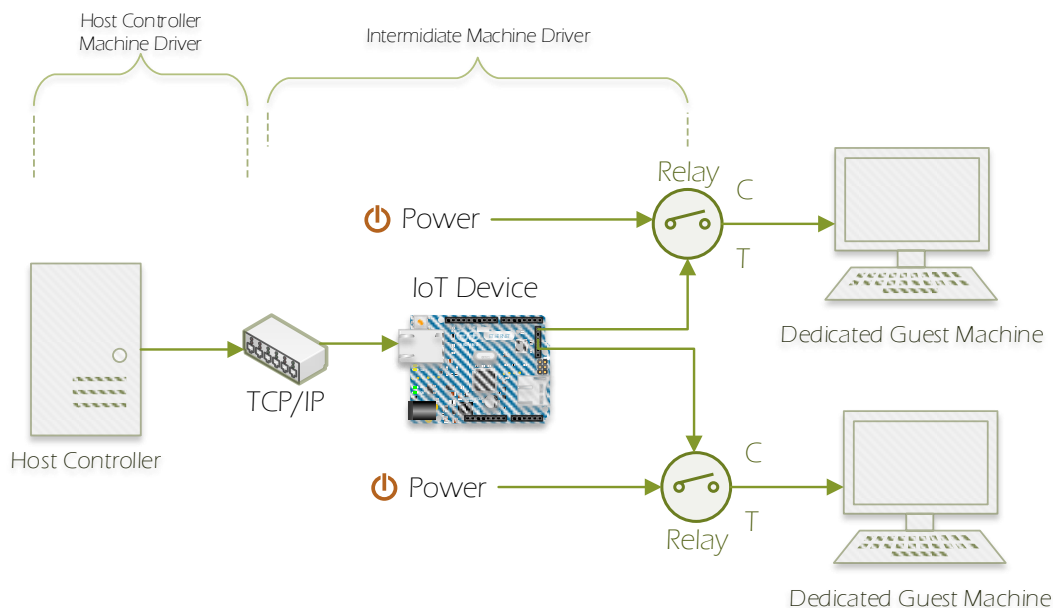 Host Controller
Machine Driver
Intermidiate Machine Driver
Relay
C
Power
T
IoT Device
Dedicated Guest Machine
TCP/IP
Host Controller
C
Power
T
Relay
Dedicated Guest Machine